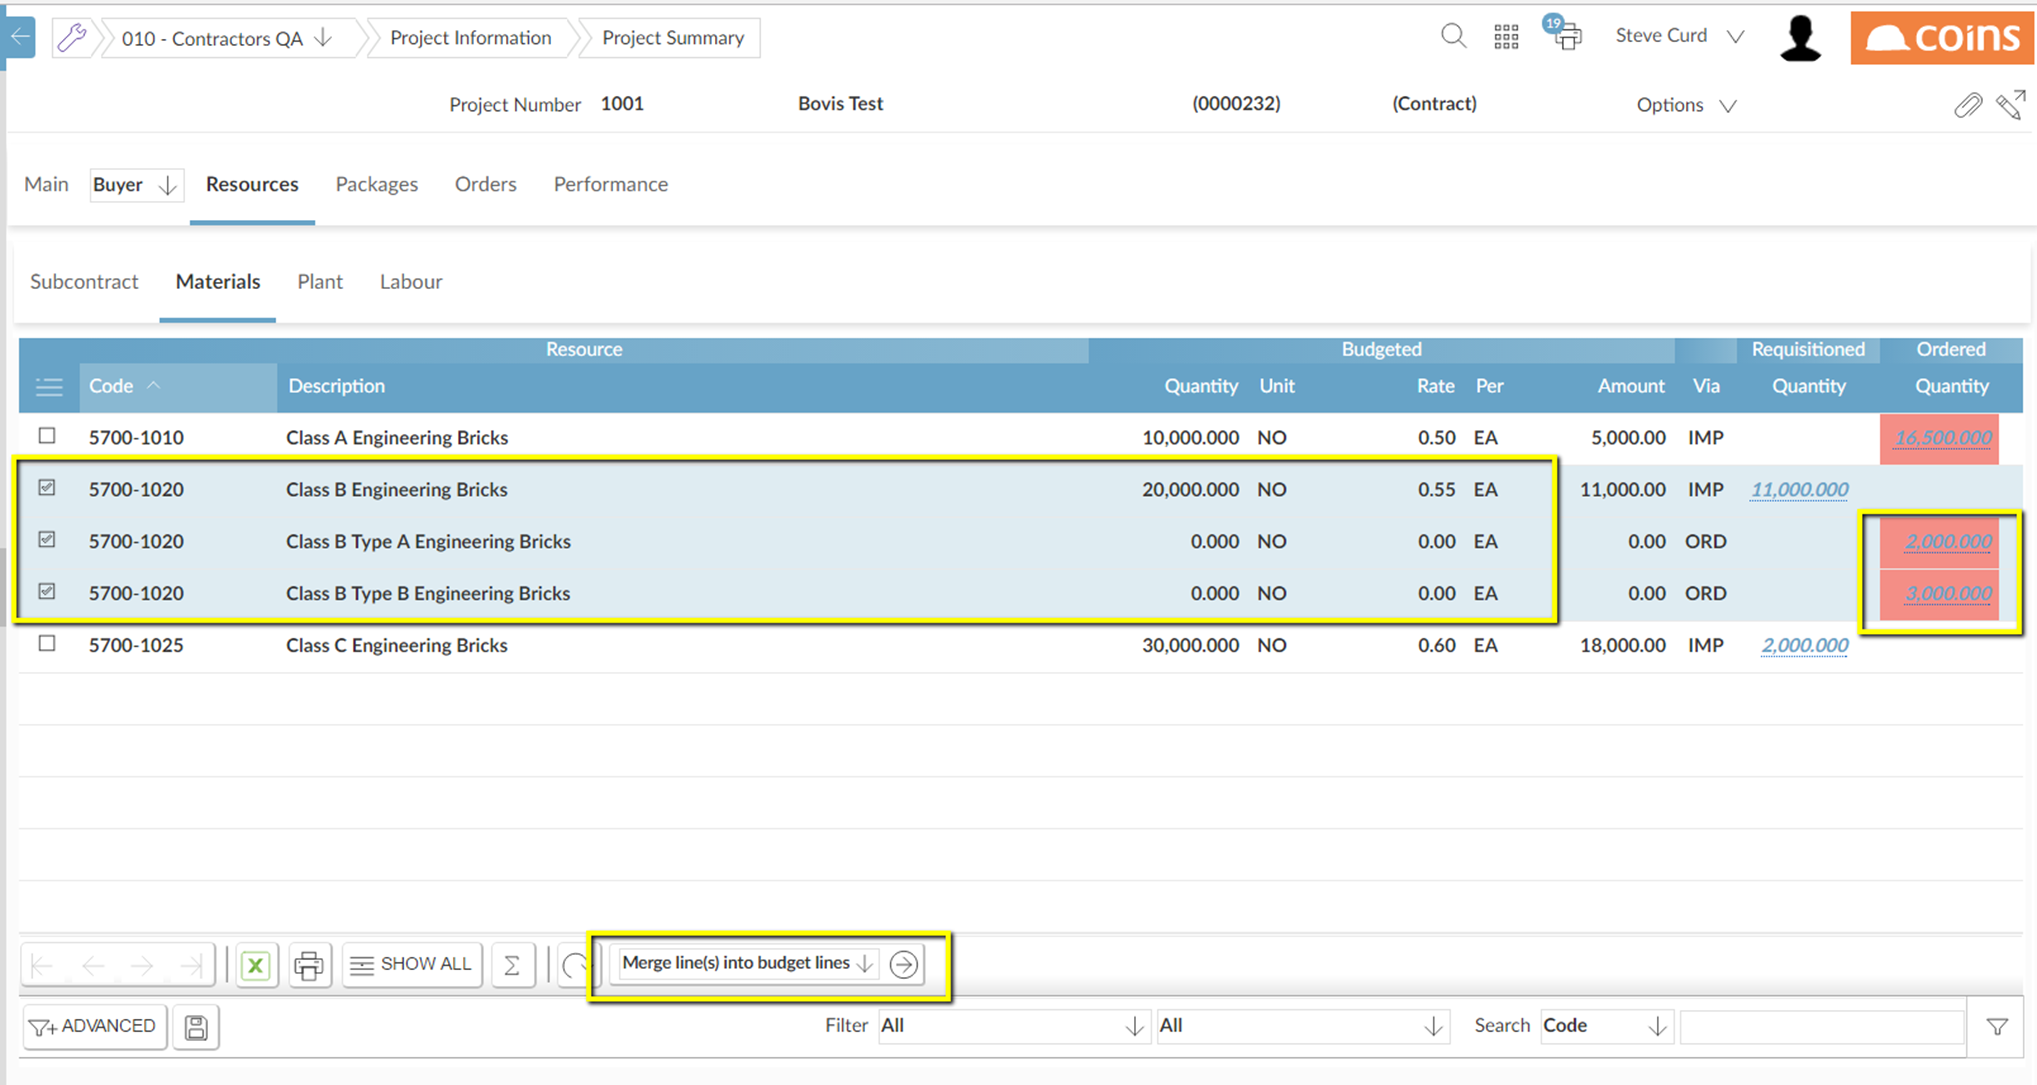 010 - Contractors QA Project Information Project Summary 19 Steve Curd coins
Project Number 1001 Bovis Test (0000232) (Contract) Options
Main Buyer Resources Packages Orders Performance
Subcontract Materials Plant Labour
Resource Budgeted Requisitioned Ordered
Code Description Quantity Unit Rate Per Amount Via Quantity Quantity
5700-1010 Class A Engineering Bricks 10,000.000 NO 0.50 EA 5,000.00 IMP 16,500.000
5700-1020 Class B Engineering Bricks 20,000.000 NO 0.55 EA 11,000.00 IMP 11,000.000
5700-1020 Class B Type A Engineering Bricks 0.000 NO 0.00 EA 0.00 ORD 2,000.000
5700-1020 Class B Type B Engineering Bricks 0.000 NO 0.00 EA 0.00 ORD 3,000.000
5700-1025 Class C Engineering Bricks 30,000.000 NO 0.60 EA 18,000.00 IMP 2,000.000
X SHOW ALL Σ Merge line(s) into budget lines
ADVANCED Filter All All Search Code